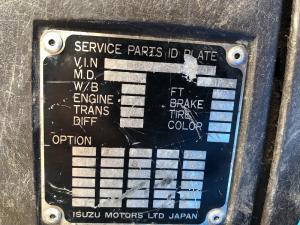 SERVICE PARTS ID PLATE
V.I.N
M.D.
W/B
FT
ENGINE
BRAKE
TRANS
TIRE
DIFF
COLOR
OPTION
ISUZU MOTORS LTD JAPAN